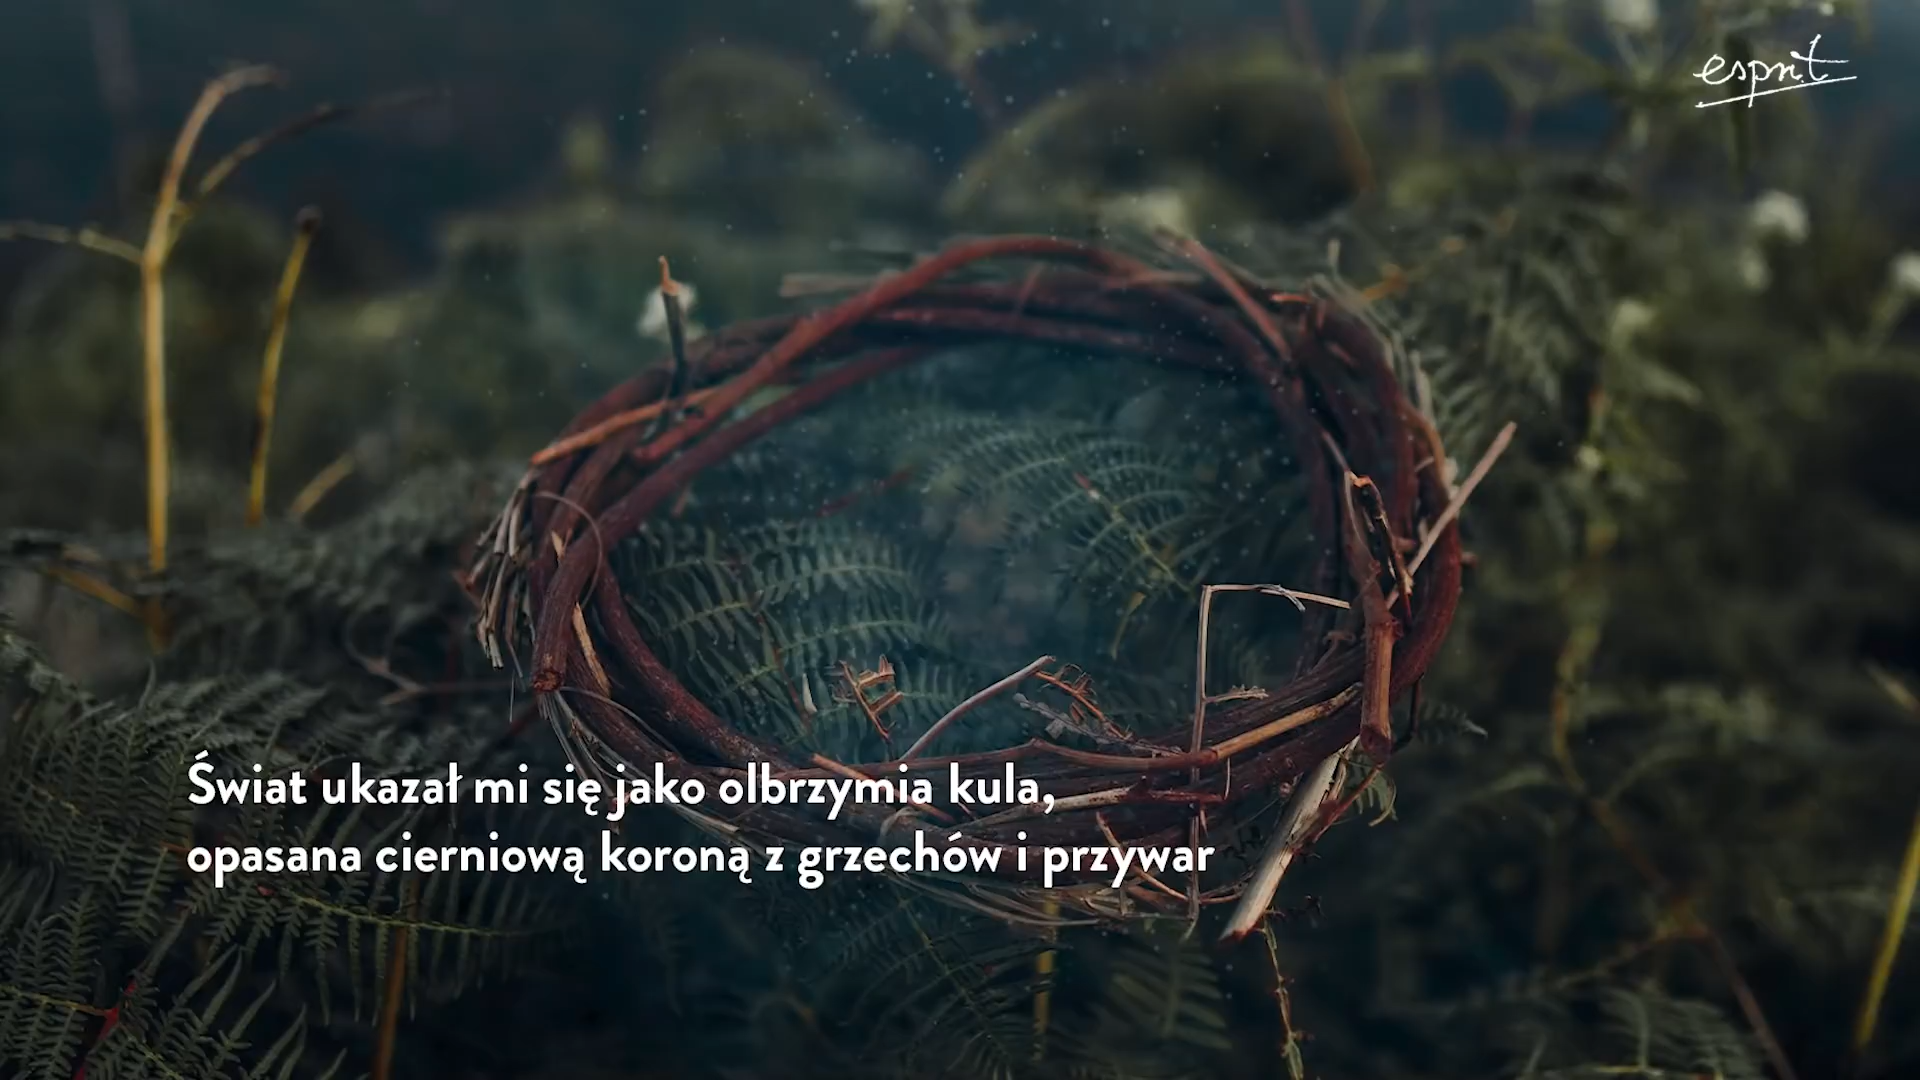 esprit
Świat ukazał mi się jako olbrzymia kula,
opasana cierniową koroną z grzechów i przywar